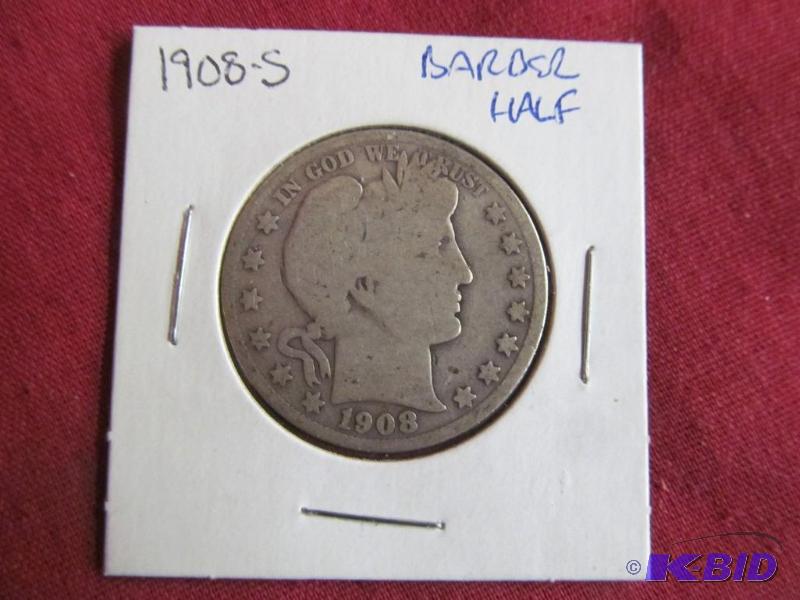 1908-S
BARBER
HALF
IN GOD WE TRUST
1908
© K-BID